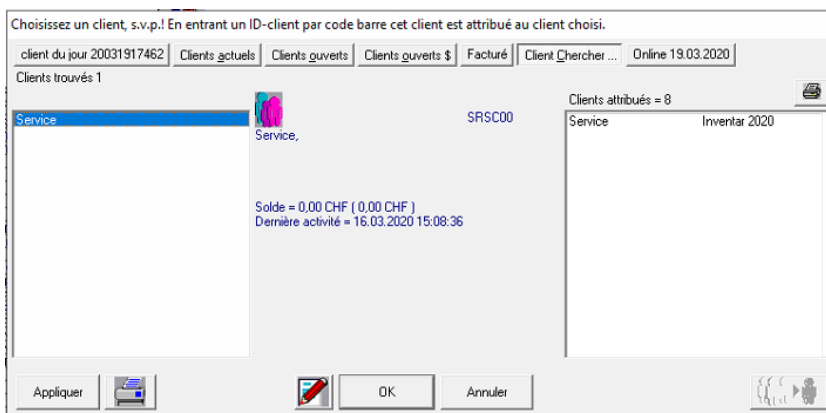 Choisissez un client, s.v.p.! En entrant un ID-client par code barre cet client est attribué au client choisi.
client du jour 20031917462 Clients actuels Clients ouverts Clients ouverts $ Facturé Client Chercher ... Online 19.03.2020
Clients trouvés 1
Clients attribués = 8
Service
SRSC00
Service Inventar 2020
Service,
Solde = 0,00 CHF ( 0,00 CHF )
Dernière activité = 16.03.2020 15:08:36
Appliquer OK Annuler